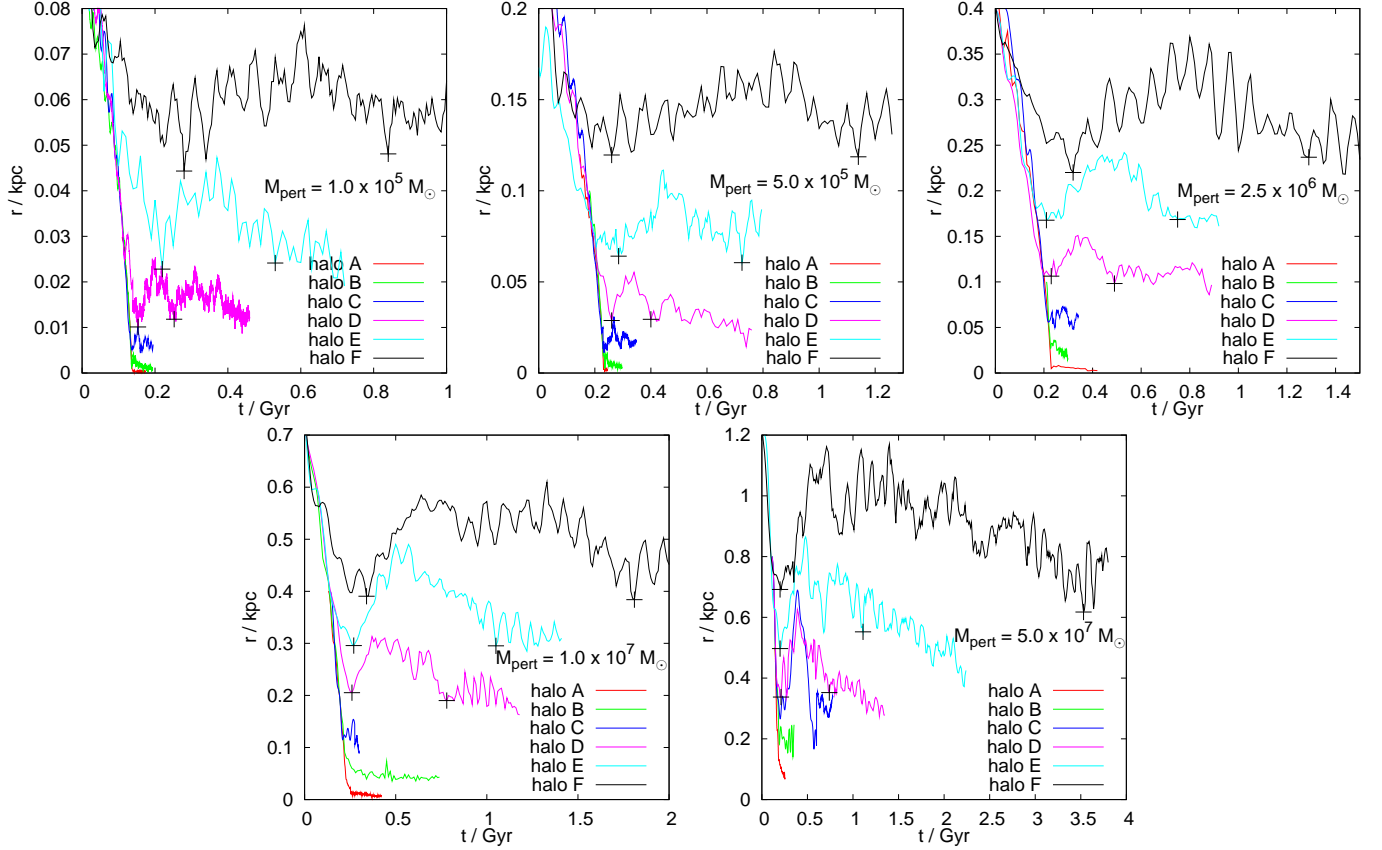 0.08
0.07
0.06
0.05
0.04
0.03
0.02
0.01
0
r / kpc
M_pert = 1.0 x 10^5 M_☉
halo A
halo B
halo C
halo D
halo E
halo F
0 0.2 0.4 0.6 0.8 1
t / Gyr
0.2
0.15
0.1
0.05
0
r / kpc
M_pert = 5.0 x 10^5 M_☉
halo A
halo B
halo C
halo D
halo E
halo F
0 0.2 0.4 0.6 0.8 1 1.2
t / Gyr
0.4
0.35
0.3
0.25
0.2
0.15
0.1
0.05
0
r / kpc
M_pert = 2.5 x 10^6 M_☉
halo A
halo B
halo C
halo D
halo E
halo F
0 0.2 0.4 0.6 0.8 1 1.2 1.4
t / Gyr
0.7
0.6
0.5
0.4
0.3
0.2
0.1
0
r / kpc
M_pert = 1.0 x 10^7 M_☉
halo A
halo B
halo C
halo D
halo E
halo F
0 0.5 1 1.5 2
t / Gyr
1.2
1
0.8
0.6
0.4
0.2
0
r / kpc
M_pert = 5.0 x 10^7 M_☉
halo A
halo B
halo C
halo D
halo E
halo F
0 0.5 1 1.5 2 2.5 3 3.5 4
t / Gyr